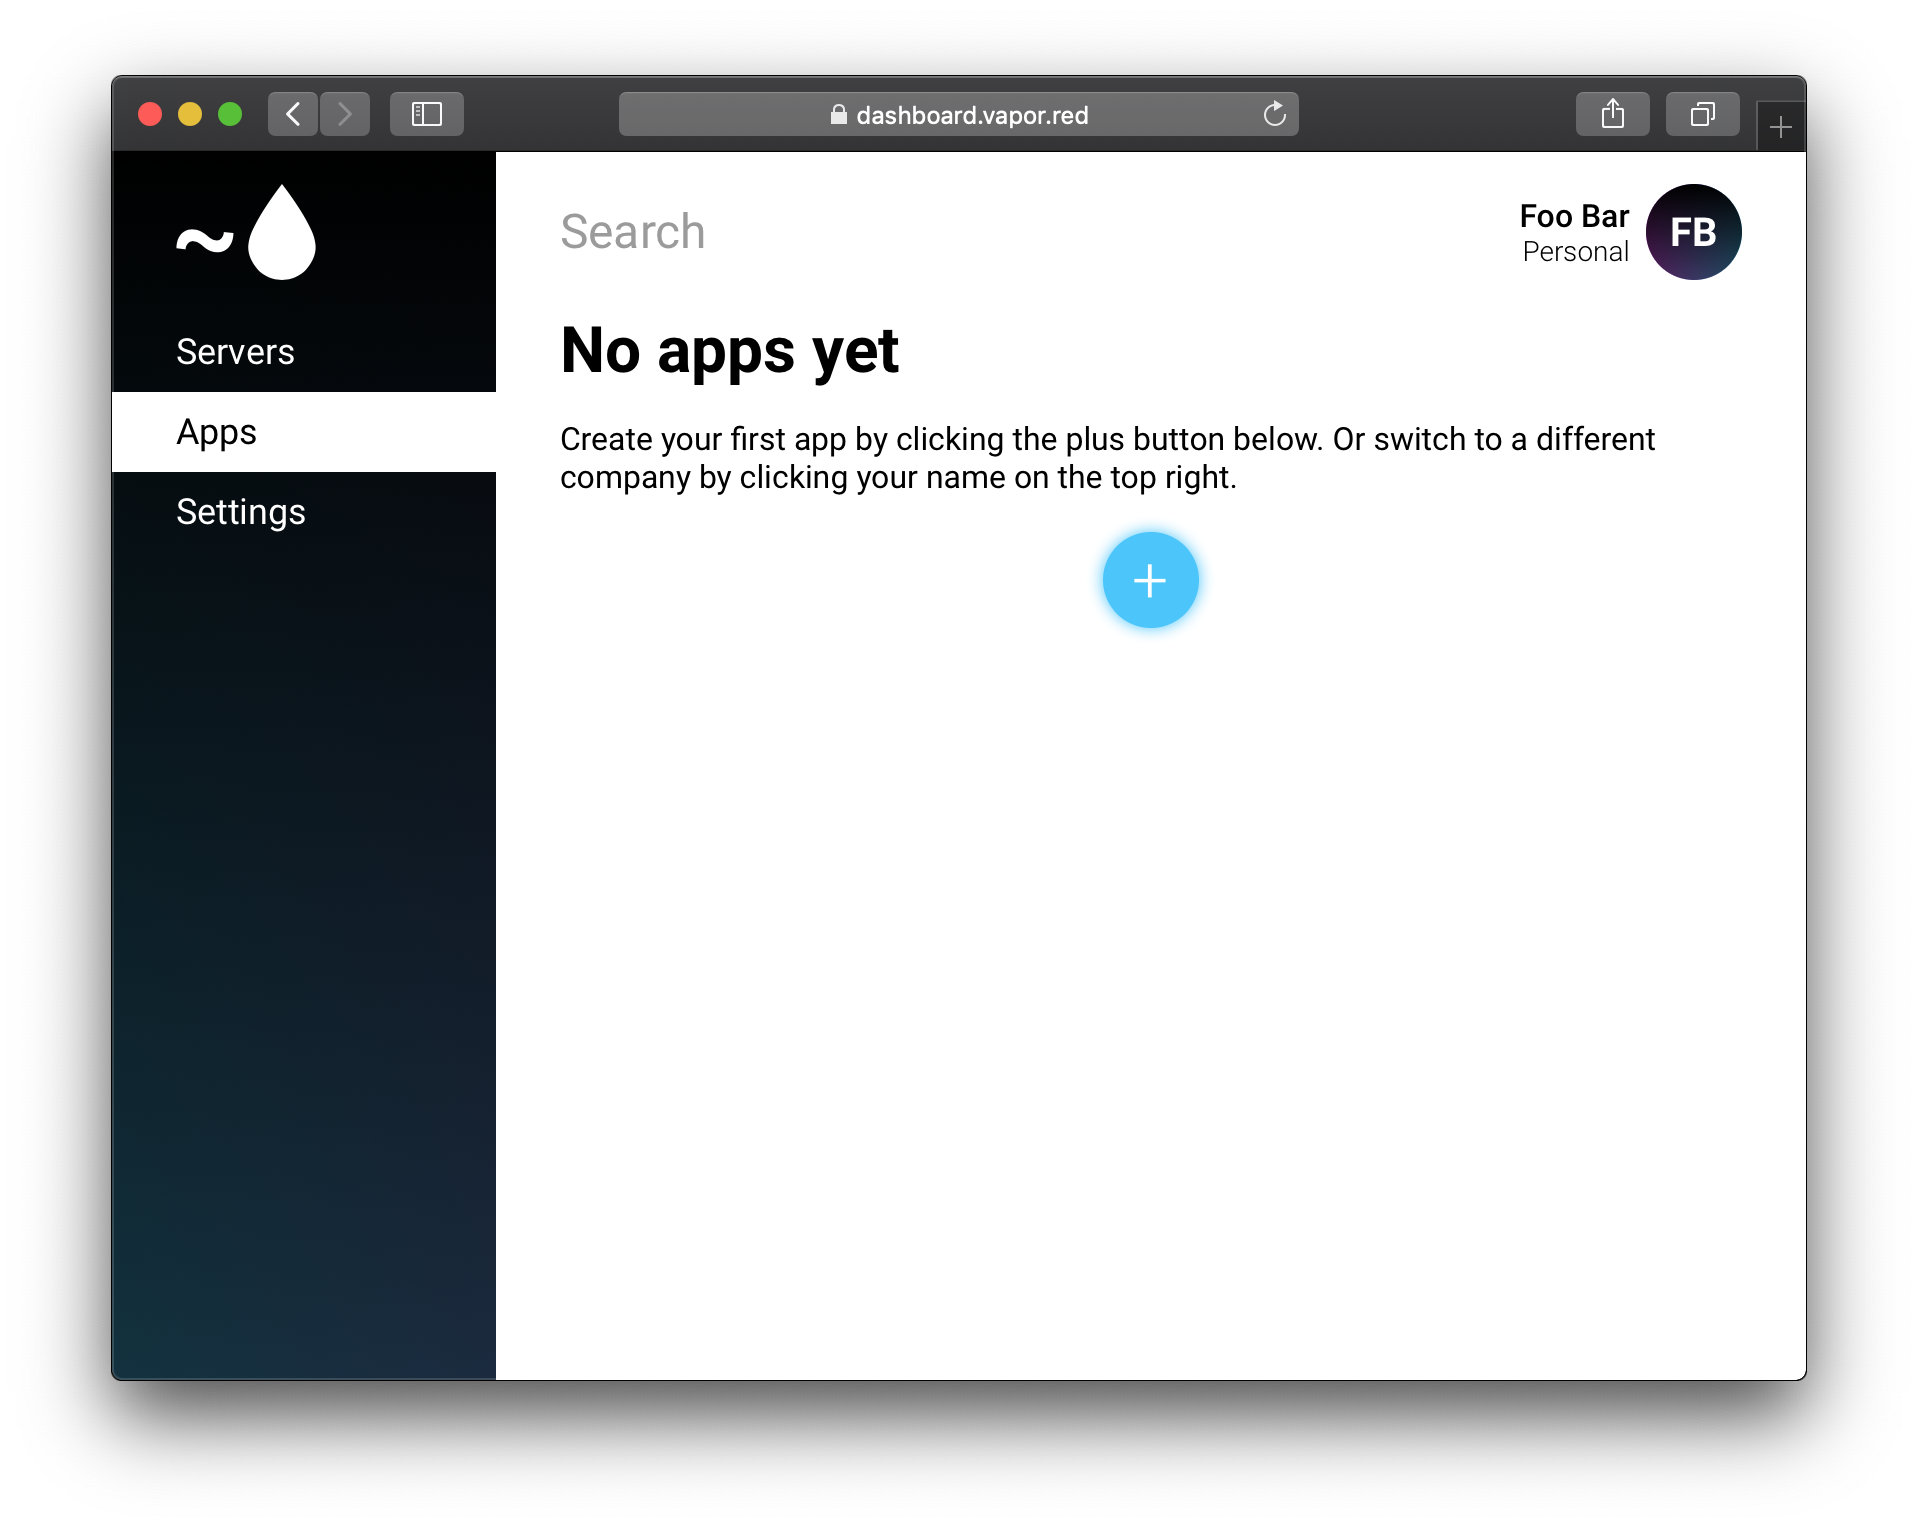 dashboard.vapor.red
~
Search
Foo Bar
Personal
FB
Servers
Apps
Settings
No apps yet
Create your first app by clicking the plus button below. Or switch to a different
company by clicking your name on the top right.
+